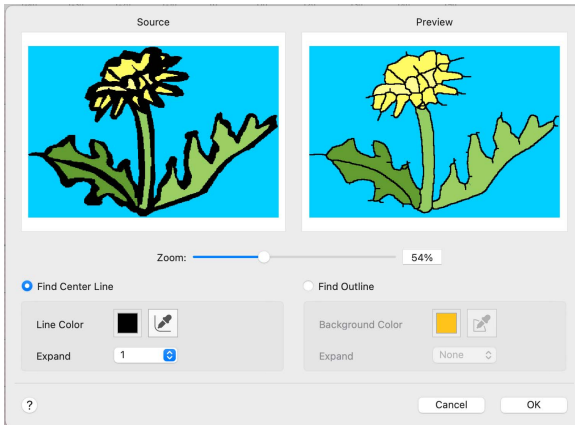 Source
Preview
Zoom:
54%
Find Center Line
Find Outline
Line Color
Background Color
Expand
1
Expand
None
?
Cancel
OK